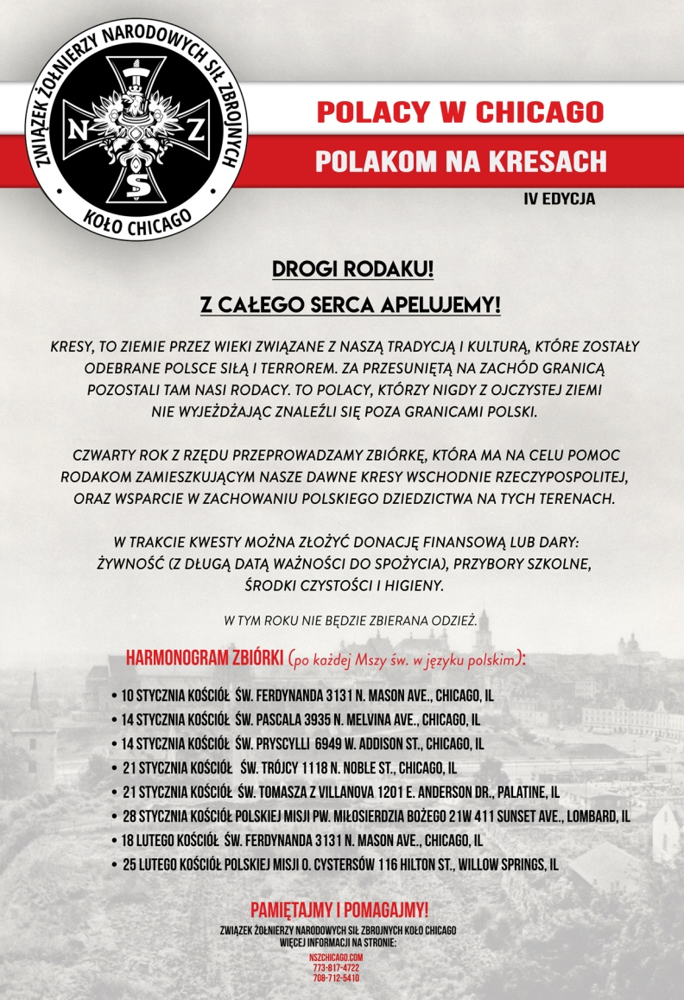 ZWIĄZEK ŻOŁNIERZY NARODOWYCH SIŁ ZBROJNYCH
N Z
S
KOŁO CHICAGO
POLACY W CHICAGO
POLAKOM NA KRESACH
IV EDYCJA
DROGI RODAKU!
Z CAŁEGO SERCA APELUJEMY!
KRESY, TO ZIEMIE PRZEZ WIEKI ZWIĄZANE Z NASZĄ TRADYCJĄ I KULTURĄ, KTÓRE ZOSTAŁY
ODEBRANE POLSCE SIŁĄ I TERROREM. ZA PRZESUNIĘTĄ NA ZACHÓD GRANICĄ
POZOSTALI TAM NASI RODACY. TO POLACY, KTÓRZY NIGDY Z OJCZYSTEJ ZIEMI
NIE WYJEŻDŻAJĄC ZNALEŹLI SIĘ POZA GRANICAMI POLSKI.
CZWARTY ROK Z RZĘDU PRZEPROWADZAMY ZBIÓRKĘ, KTÓRA MA NA CELU POMOC
RODAKOM ZAMIESZKUJĄCYM NASZE DAWNE KRESY WSCHODNIE RZECZYPOSPOLITEJ,
ORAZ WSPARCIE W ZACHOWANIU POLSKIEGO DZIEDZICTWA NA TYCH TERENACH.
W TRAKCIE KWESTY MOŻNA ZŁOŻYĆ DONACJĘ FINANSOWĄ LUB DARY:
ŻYWNOŚĆ (Z DŁUGĄ DATĄ WAŻNOŚCI DO SPOŻYCIA), PRZYBORY SZKOLNE,
ŚRODKI CZYSTOŚCI I HIGIENY.
W TYM ROKU NIE BĘDZIE ZBIERANA ODZIEŻ.
HARMONOGRAM ZBIÓRKI (po każdej Mszy św. w języku polskim):
• 10 STYCZNIA KOŚCIÓŁ ŚW. FERDYNANDA 3131 N. MASON AVE., CHICAGO, IL
• 14 STYCZNIA KOŚCIÓŁ ŚW. PASCALA 3935 N. MELVINA AVE., CHICAGO, IL
• 14 STYCZNIA KOŚCIÓŁ ŚW. PRYSCYLLI 6949 W. ADDISON ST., CHICAGO, IL
• 21 STYCZNIA KOŚCIÓŁ ŚW. TRÓJCY 1118 N. NOBLE ST., CHICAGO, IL
• 21 STYCZNIA KOŚCIÓŁ ŚW. TOMASZA Z VILLANOVA 1201 E. ANDERSON DR., PALATINE, IL
• 28 STYCZNIA KOŚCIÓŁ POLSKIEJ MISJI PW. MIŁOSIERDZIA BOŻEGO 21W 411 SUNSET AVE., LOMBARD, IL
• 18 LUTEGO KOŚCIÓŁ ŚW. FERDYNANDA 3131 N. MASON AVE., CHICAGO, IL
• 25 LUTEGO KOŚCIÓŁ POLSKIEJ MISJI O. CYSTERSÓW 116 HILTON ST., WILLOW SPRINGS, IL
PAMIĘTAJMY I POMAGAJMY!
ZWIĄZEK ŻOŁNIERZY NARODOWYCH SIŁ ZBROJNYCH KOŁO CHICAGO
WIĘCEJ INFORMACJI NA STRONIE:
NSZCHICAGO.COM
773-817-4722
708-712-5410